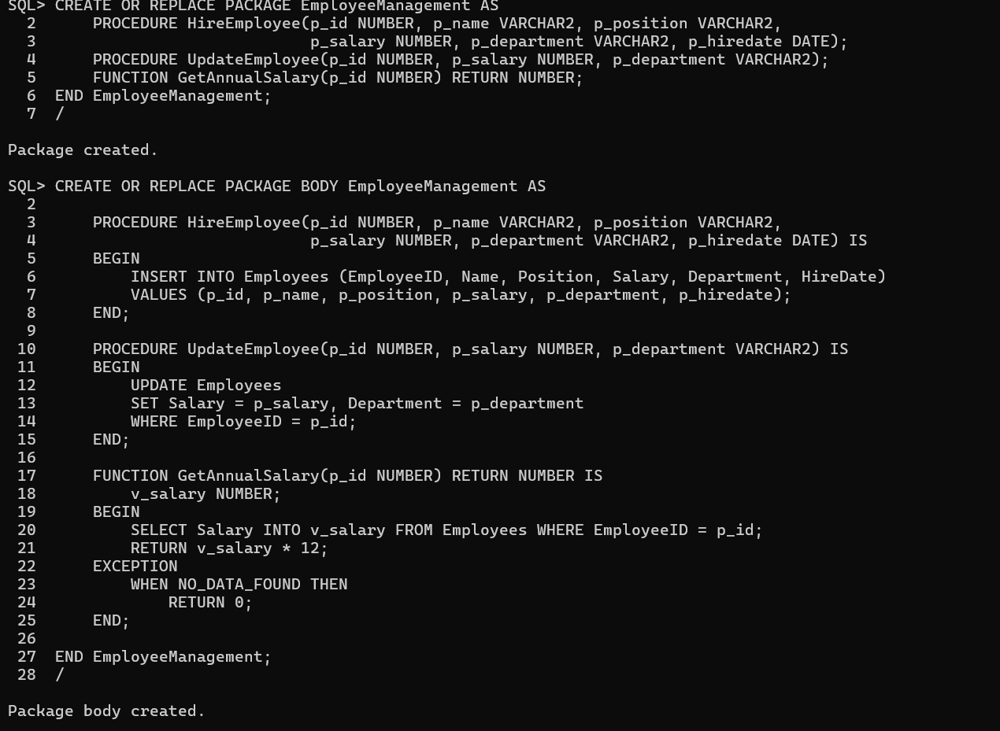 SQL> CREATE OR REPLACE PACKAGE EmployeeManagement AS
  2      PROCEDURE HireEmployee(p_id NUMBER, p_name VARCHAR2, p_position VARCHAR2,
  3                             p_salary NUMBER, p_department VARCHAR2, p_hiredate DATE);
  4      PROCEDURE UpdateEmployee(p_id NUMBER, p_salary NUMBER, p_department VARCHAR2);
  5      FUNCTION GetAnnualSalary(p_id NUMBER) RETURN NUMBER;
  6  END EmployeeManagement;
  7  /

Package created.

SQL> CREATE OR REPLACE PACKAGE BODY EmployeeManagement AS
  2
  3      PROCEDURE HireEmployee(p_id NUMBER, p_name VARCHAR2, p_position VARCHAR2,
  4                             p_salary NUMBER, p_department VARCHAR2, p_hiredate DATE) IS
  5      BEGIN
  6          INSERT INTO Employees (EmployeeID, Name, Position, Salary, Department, HireDate)
  7          VALUES (p_id, p_name, p_position, p_salary, p_department, p_hiredate);
  8      END;
  9
 10      PROCEDURE UpdateEmployee(p_id NUMBER, p_salary NUMBER, p_department VARCHAR2) IS
 11      BEGIN
 12          UPDATE Employees
 13          SET Salary = p_salary, Department = p_department
 14          WHERE EmployeeID = p_id;
 15      END;
 16
 17      FUNCTION GetAnnualSalary(p_id NUMBER) RETURN NUMBER IS
 18          v_salary NUMBER;
 19      BEGIN
 20          SELECT Salary INTO v_salary FROM Employees WHERE EmployeeID = p_id;
 21          RETURN v_salary * 12;
 22      EXCEPTION
 23          WHEN NO_DATA_FOUND THEN
 24              RETURN 0;
 25      END;
 26
 27  END EmployeeManagement;
 28  /

Package body created.